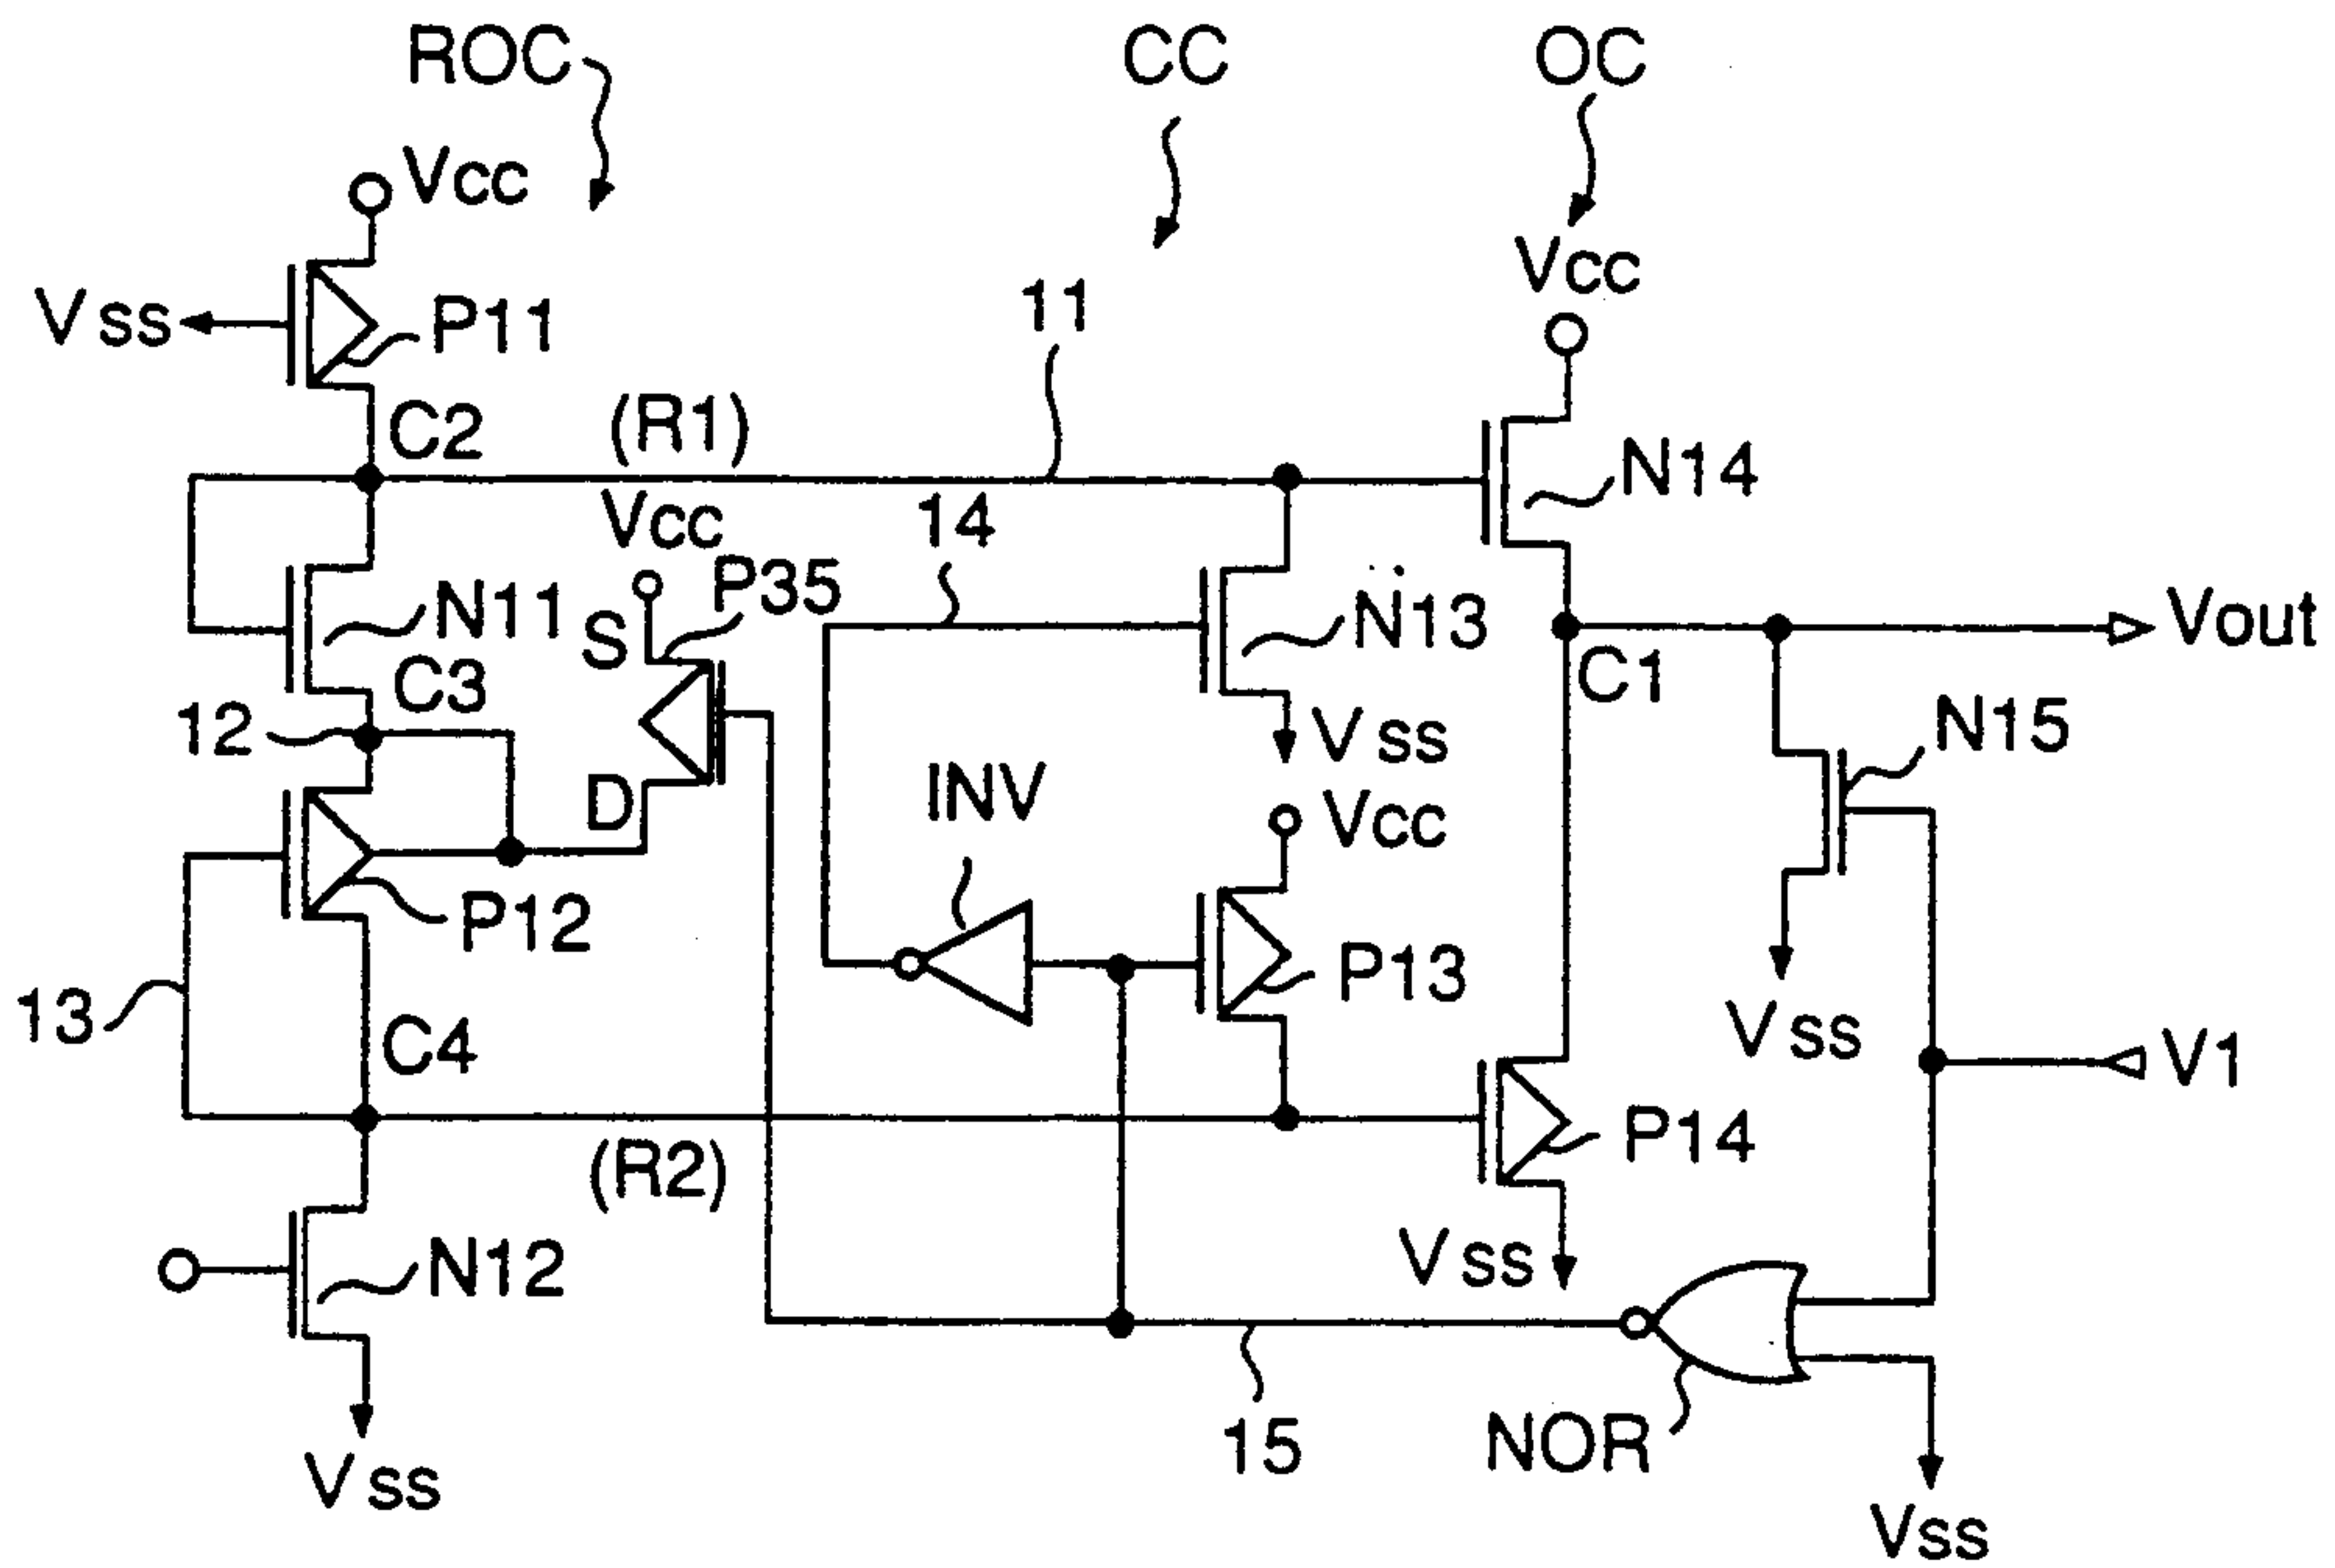 ROC
CC
OC
Vcc
Vcc
Vss
P11
11
C2
(R1)
N14
Vcc
14
P35
N11
S
N13
Vout
C3
C1
12
Vss
N15
D
INV
Vcc
P12
P13
13
C4
Vss
V1
P14
(R2)
N12
Vss
15
NOR
Vss
Vss